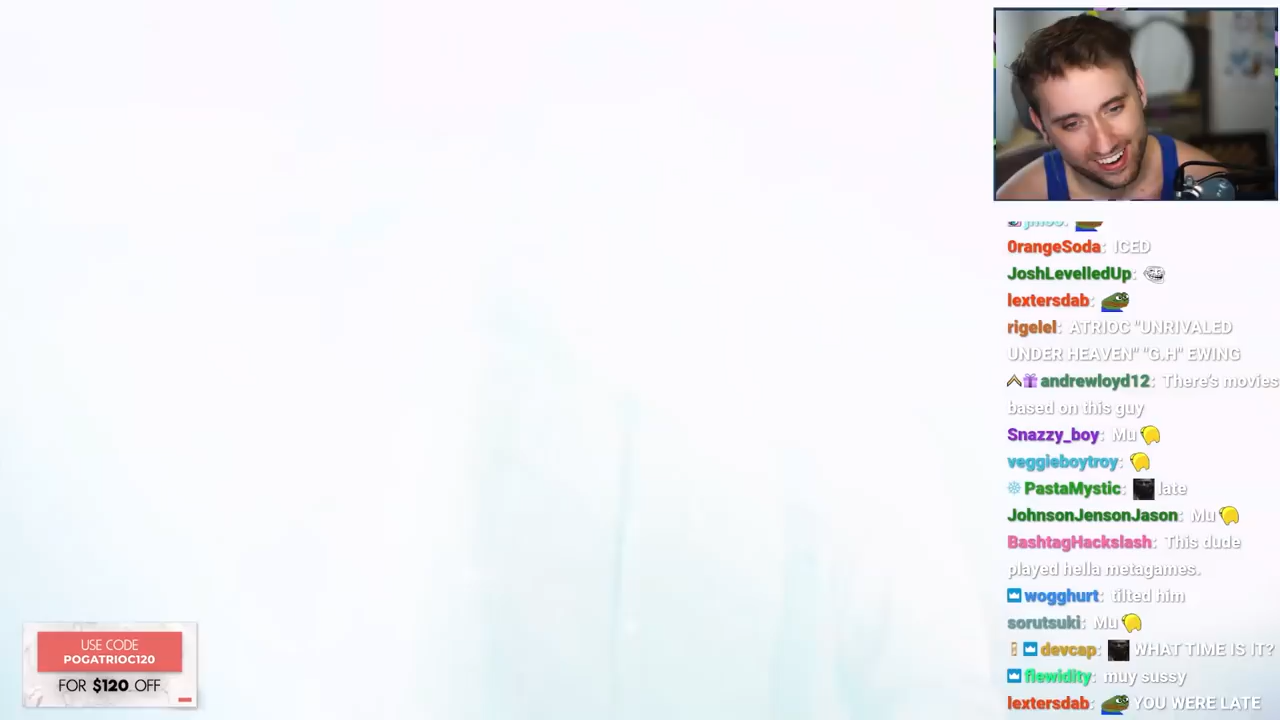 0rangeSoda: ICED
JoshLevelledUp:
lextersdab:
rigelel: ATRIOC "UNRIVALED
UNDER HEAVEN" "G.H" EWING
andrewloyd12: There's movies
based on this guy
Snazzy_boy: Mu
veggieboytroy:
PastaMystic: late
JohnsonJensonJason: Mu
BashtagHackslash: This dude
played hella metagames.
wogghurt: tilted him
sorutsuki: Mu
devcap: WHAT TIME IS IT?
flewidity: muy sussy
lextersdab: YOU WERE LATE
USE CODE
POGATRIOC120
FOR $120 OFF